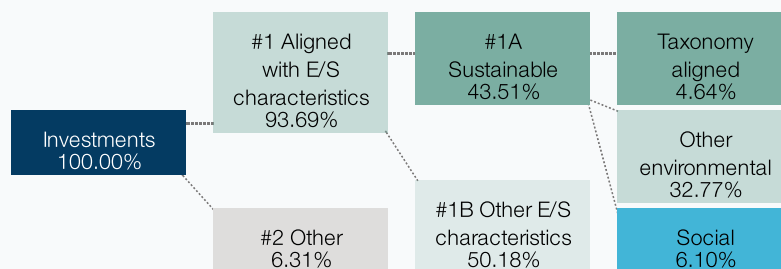 Investments
100.00%
#1 Aligned
with E/S
characteristics
93.69%
#2 Other
6.31%
#1A
Sustainable
43.51%
#1B Other E/S
characteristics
50.18%
Taxonomy
aligned
4.64%
Other
environmental
32.77%
Social
6.10%